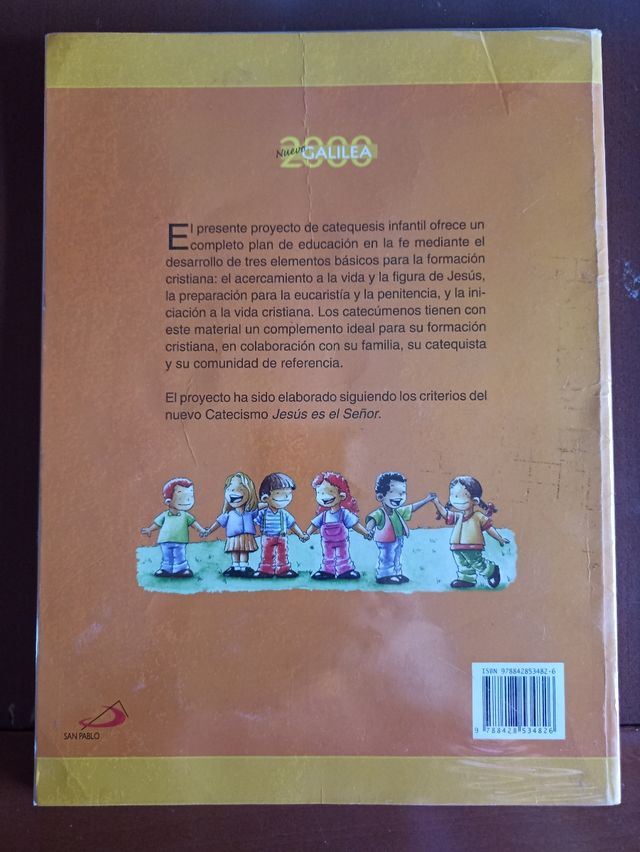 2000
Nuevo GALILEA
El presente proyecto de catequesis infantil ofrece un
completo plan de educación en la fe mediante el
desarrollo de tres elementos básicos para la formación
cristiana: el acercamiento a la vida y la figura de Jesús,
la preparación para la eucaristía y la penitencia, y la ini-
ciación a la vida cristiana. Los catecúmenos tienen con
este material un complemento ideal para su formación
cristiana, en colaboración con su familia, su catequista
y su comunidad de referencia.
El proyecto ha sido elaborado siguiendo los criterios del
nuevo Catecismo Jesús es el Señor.
ISBN 978842853482-6
9 788428 534826
SAN PABLO